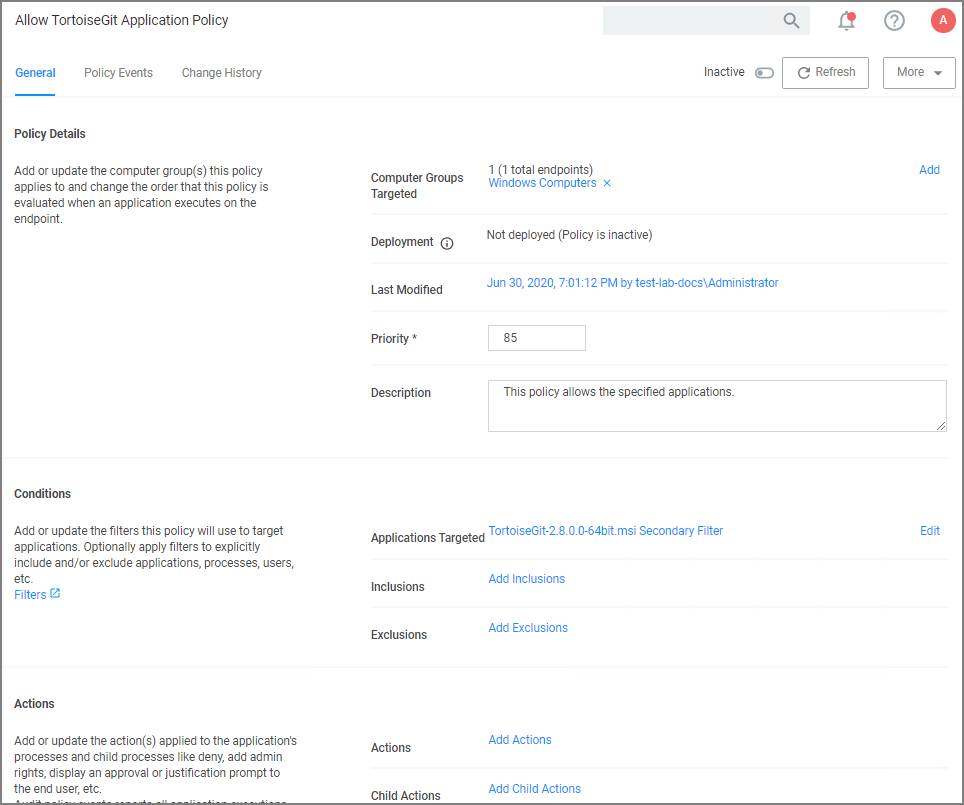 Allow TortoiseGit Application Policy
A
General Policy Events Change History
Inactive Refresh More
Policy Details
Add or update the computer group(s) this policy
applies to and change the order that this policy is
evaluated when an application executes on the
endpoint.
Computer Groups
Targeted
1 (1 total endpoints)
Windows Computers ×
Add
Deployment
Not deployed (Policy is inactive)
Last Modified
Jun 30, 2020, 7:01:12 PM by test-lab-docs\Administrator
Priority *
85
Description
This policy allows the specified applications.
Conditions
Add or update the filters this policy will use to target
applications. Optionally apply filters to explicitly
include and/or exclude applications, processes, users,
etc.
Filters
Applications Targeted
TortoiseGit-2.8.0.0-64bit.msi Secondary Filter
Edit
Inclusions
Add Inclusions
Exclusions
Add Exclusions
Actions
Add or update the action(s) applied to the application's
processes and child processes like deny, add admin
rights, display an approval or justification prompt to
the end user, etc.
Audit policy events reports all application executions
Actions
Add Actions
Child Actions
Add Child Actions